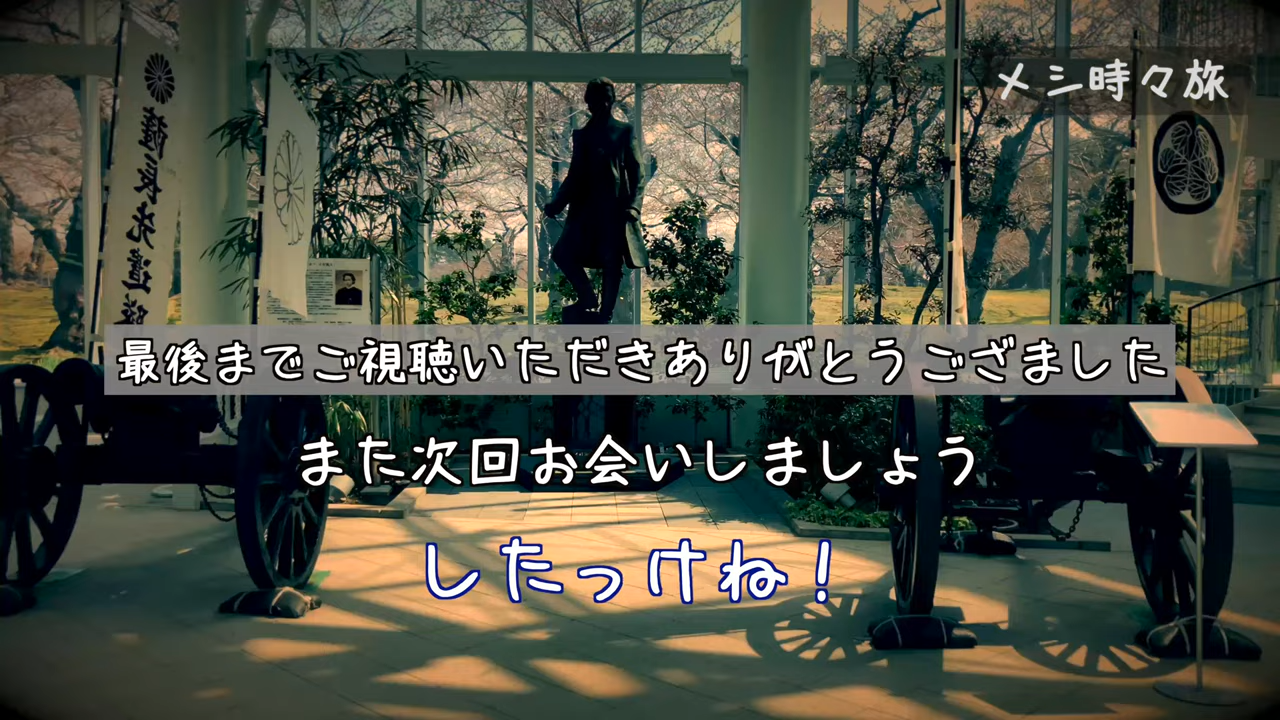 メシ時々旅
最後までご視聴いただきありがとうござました
また次回お会いしましょう
したっけね！